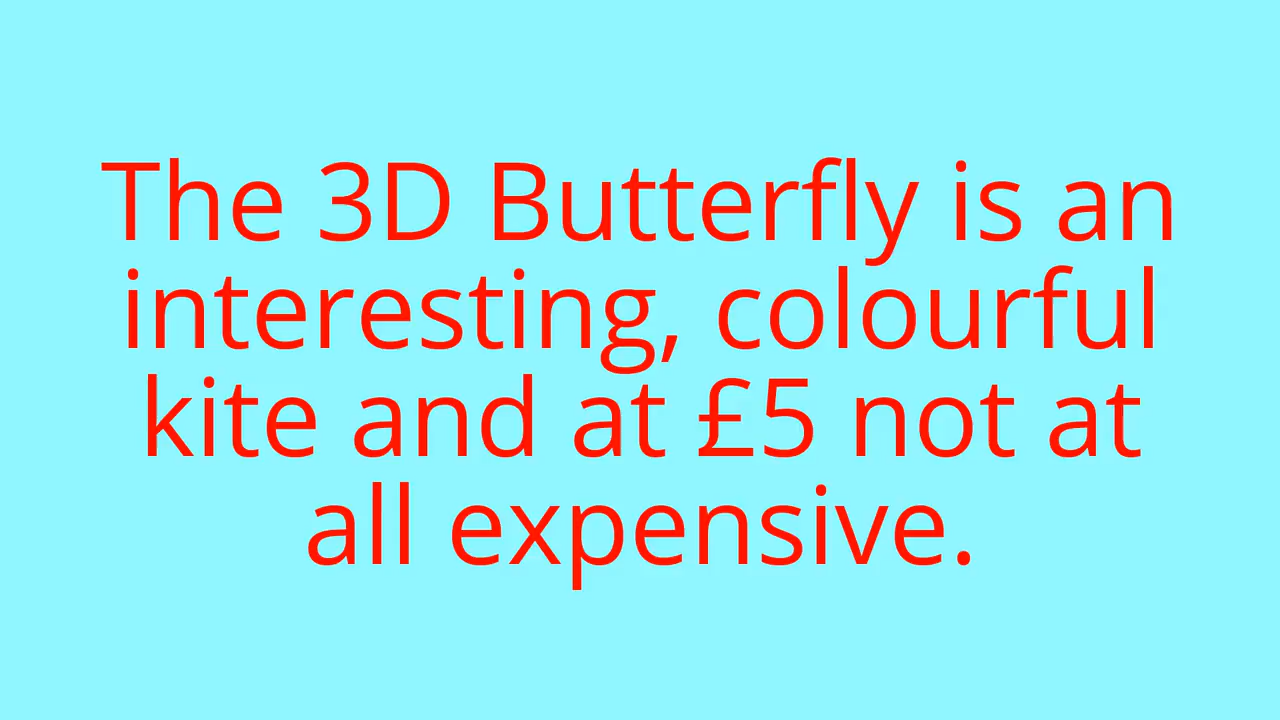 The 3D Butterfly is an
interesting, colourful
kite and at £5 not at
all expensive.